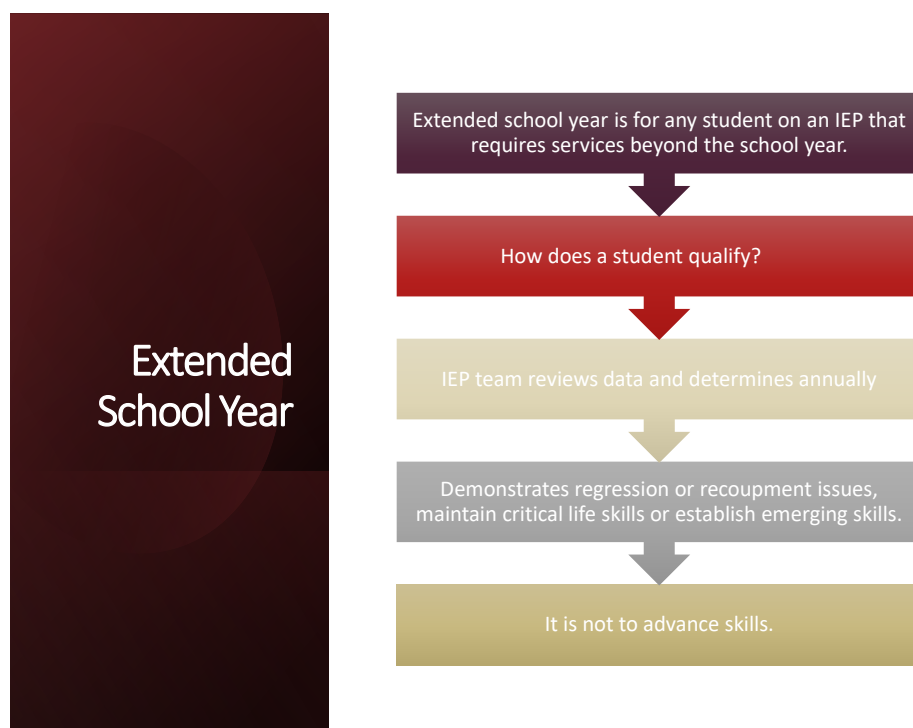 Extended
School Year
Extended school year is for any student on an IEP that
requires services beyond the school year.
How does a student qualify?
IEP team reviews data and determines annually
Demonstrates regression or recoupment issues,
maintain critical life skills or establish emerging skills.
It is not to advance skills.